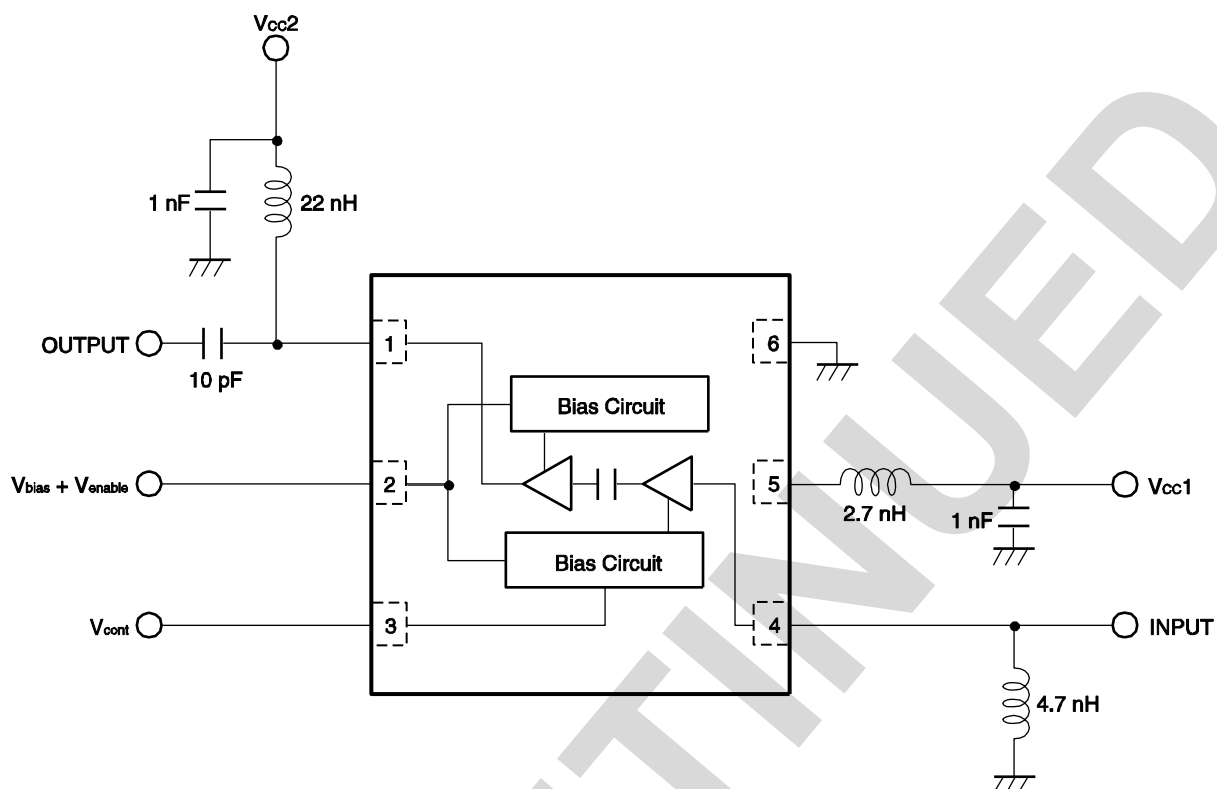 Vcc2
1 nF
22 nH
OUTPUT
10 pF
1
6
Bias Circuit
Vbias + Venable
2
5
2.7 nH
1 nF
Vcc1
Bias Circuit
Vcont
3
4
INPUT
4.7 nH
TINUED